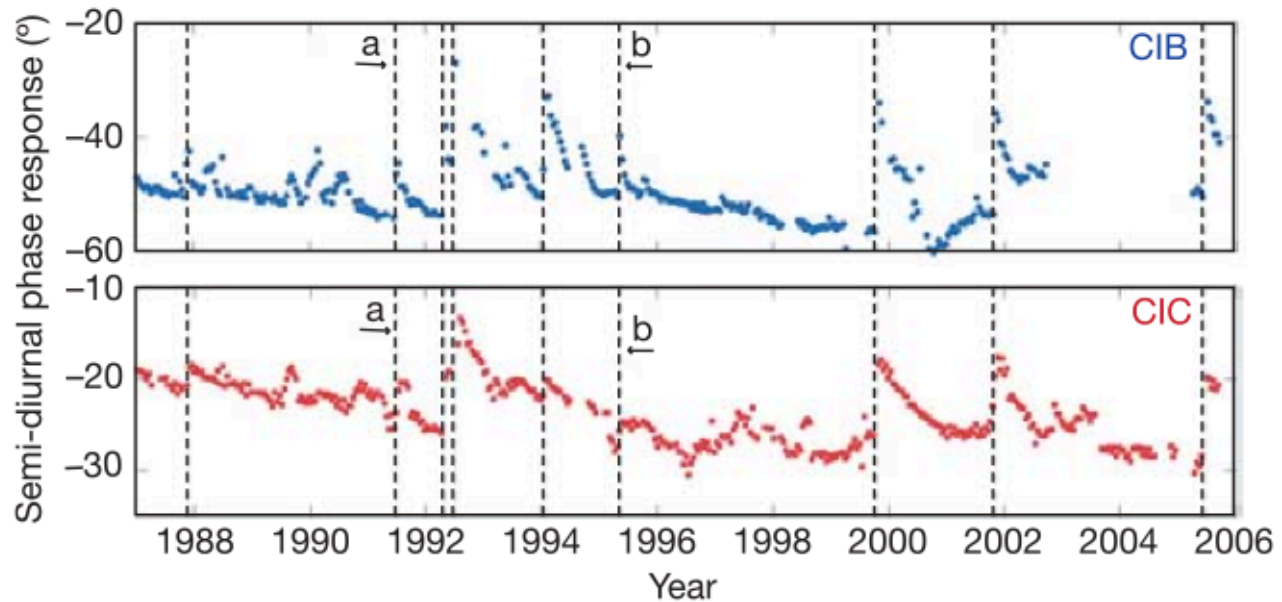 Semi-diurnal phase response (º)
−20
−40
−60
a
b
CIB
−10
−20
−30
a
b
CIC
1988 1990 1992 1994 1996 1998 2000 2002 2004 2006
Year